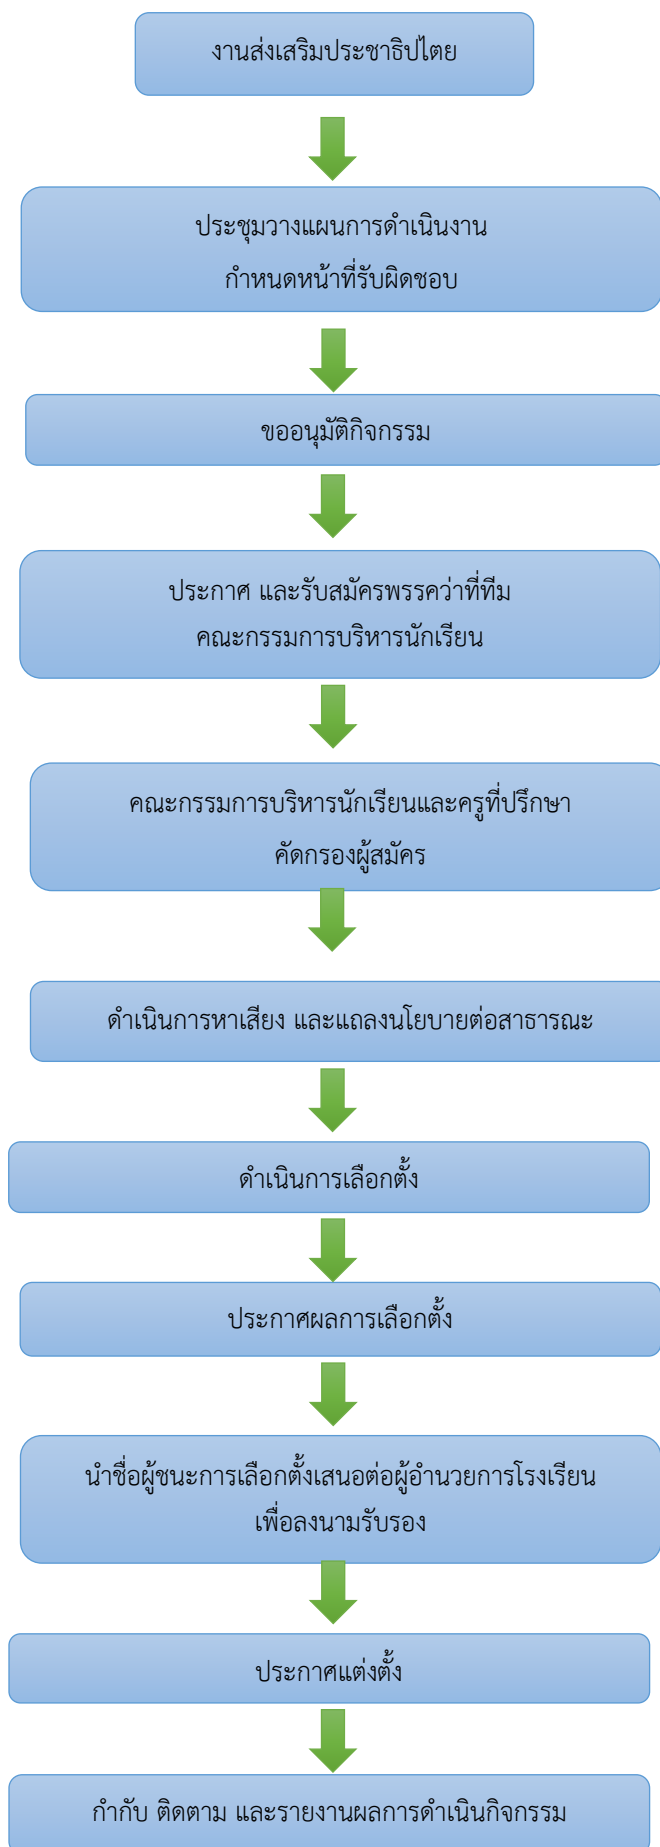 งานส่งเสริมประชาธิปไตย
ประชุมวางแผนการดำเนินงาน
กำหนดหน้าที่รับผิดชอบ
ขออนุมัติกิจกรรม
ประกาศ และรับสมัครพรรคว่าที่ทีม
คณะกรรมการบริหารนักเรียน
คณะกรรมการบริหารนักเรียนและครูที่ปรึกษา
คัดกรองผู้สมัคร
ดำเนินการหาเสียง และแถลงนโยบายต่อสาธารณะ
ดำเนินการเลือกตั้ง
ประกาศผลการเลือกตั้ง
นำชื่อผู้ชนะการเลือกตั้งเสนอต่อผู้อำนวยการโรงเรียน
เพื่อลงนามรับรอง
ประกาศแต่งตั้ง
กำกับ ติดตาม และรายงานผลการดำเนินกิจกรรม